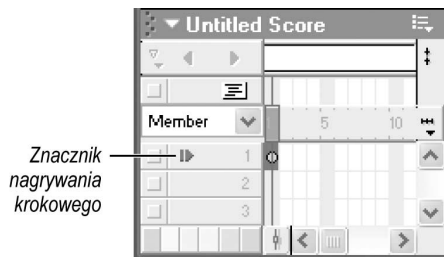 Untitled Score
Member
5
10
Znacznik
nagrywania
krokowego
1
2
3